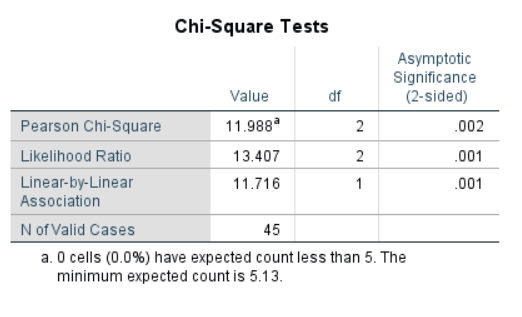 Chi-Square Tests
Value df Asymptotic Significance (2-sided)
Pearson Chi-Square 11.988a 2 .002
Likelihood Ratio 13.407 2 .001
Linear-by-Linear Association 11.716 1 .001
N of Valid Cases 45
a. 0 cells (0.0%) have expected count less than 5. The
minimum expected count is 5.13.